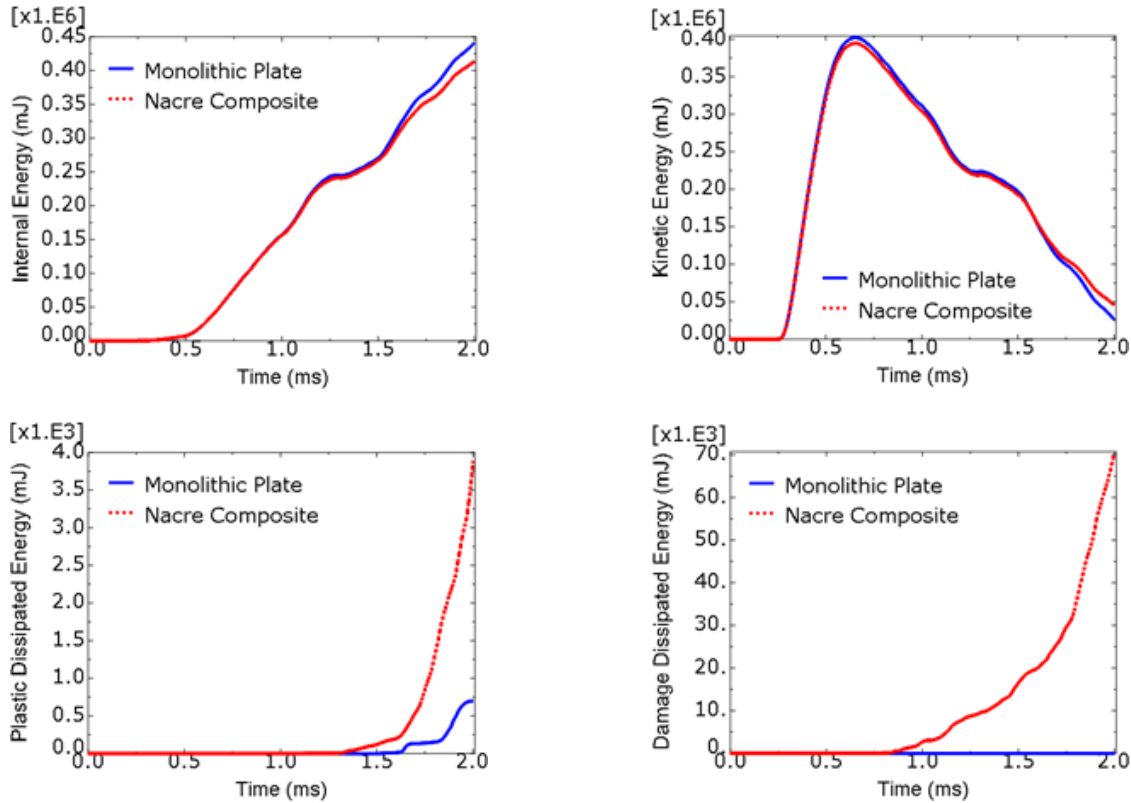 [x1.E6]
Internal Energy (mJ)
0.45
0.40
0.35
0.30
0.25
0.20
0.15
0.10
0.05
0.00
Monolithic Plate
Nacre Composite
0.0 0.5 1.0 1.5 2.0
Time (ms)
[x1.E6]
Kinetic Energy (mJ)
0.40
0.35
0.30
0.25
0.20
0.15
0.10
0.05
0.00
Monolithic Plate
Nacre Composite
0.0 0.5 1.0 1.5 2.0
Time (ms)
[x1.E3]
Plastic Dissipated Energy (mJ)
4.0
3.5
3.0
2.5
2.0
1.5
1.0
0.5
0.0
Monolithic Plate
Nacre Composite
0.0 0.5 1.0 1.5 2.0
Time (ms)
[x1.E3]
Damage Dissipated Energy (mJ)
70.
60.
50.
40.
30.
20.
10.
0.
Monolithic Plate
Nacre Composite
0.0 0.5 1.0 1.5 2.0
Time (ms)